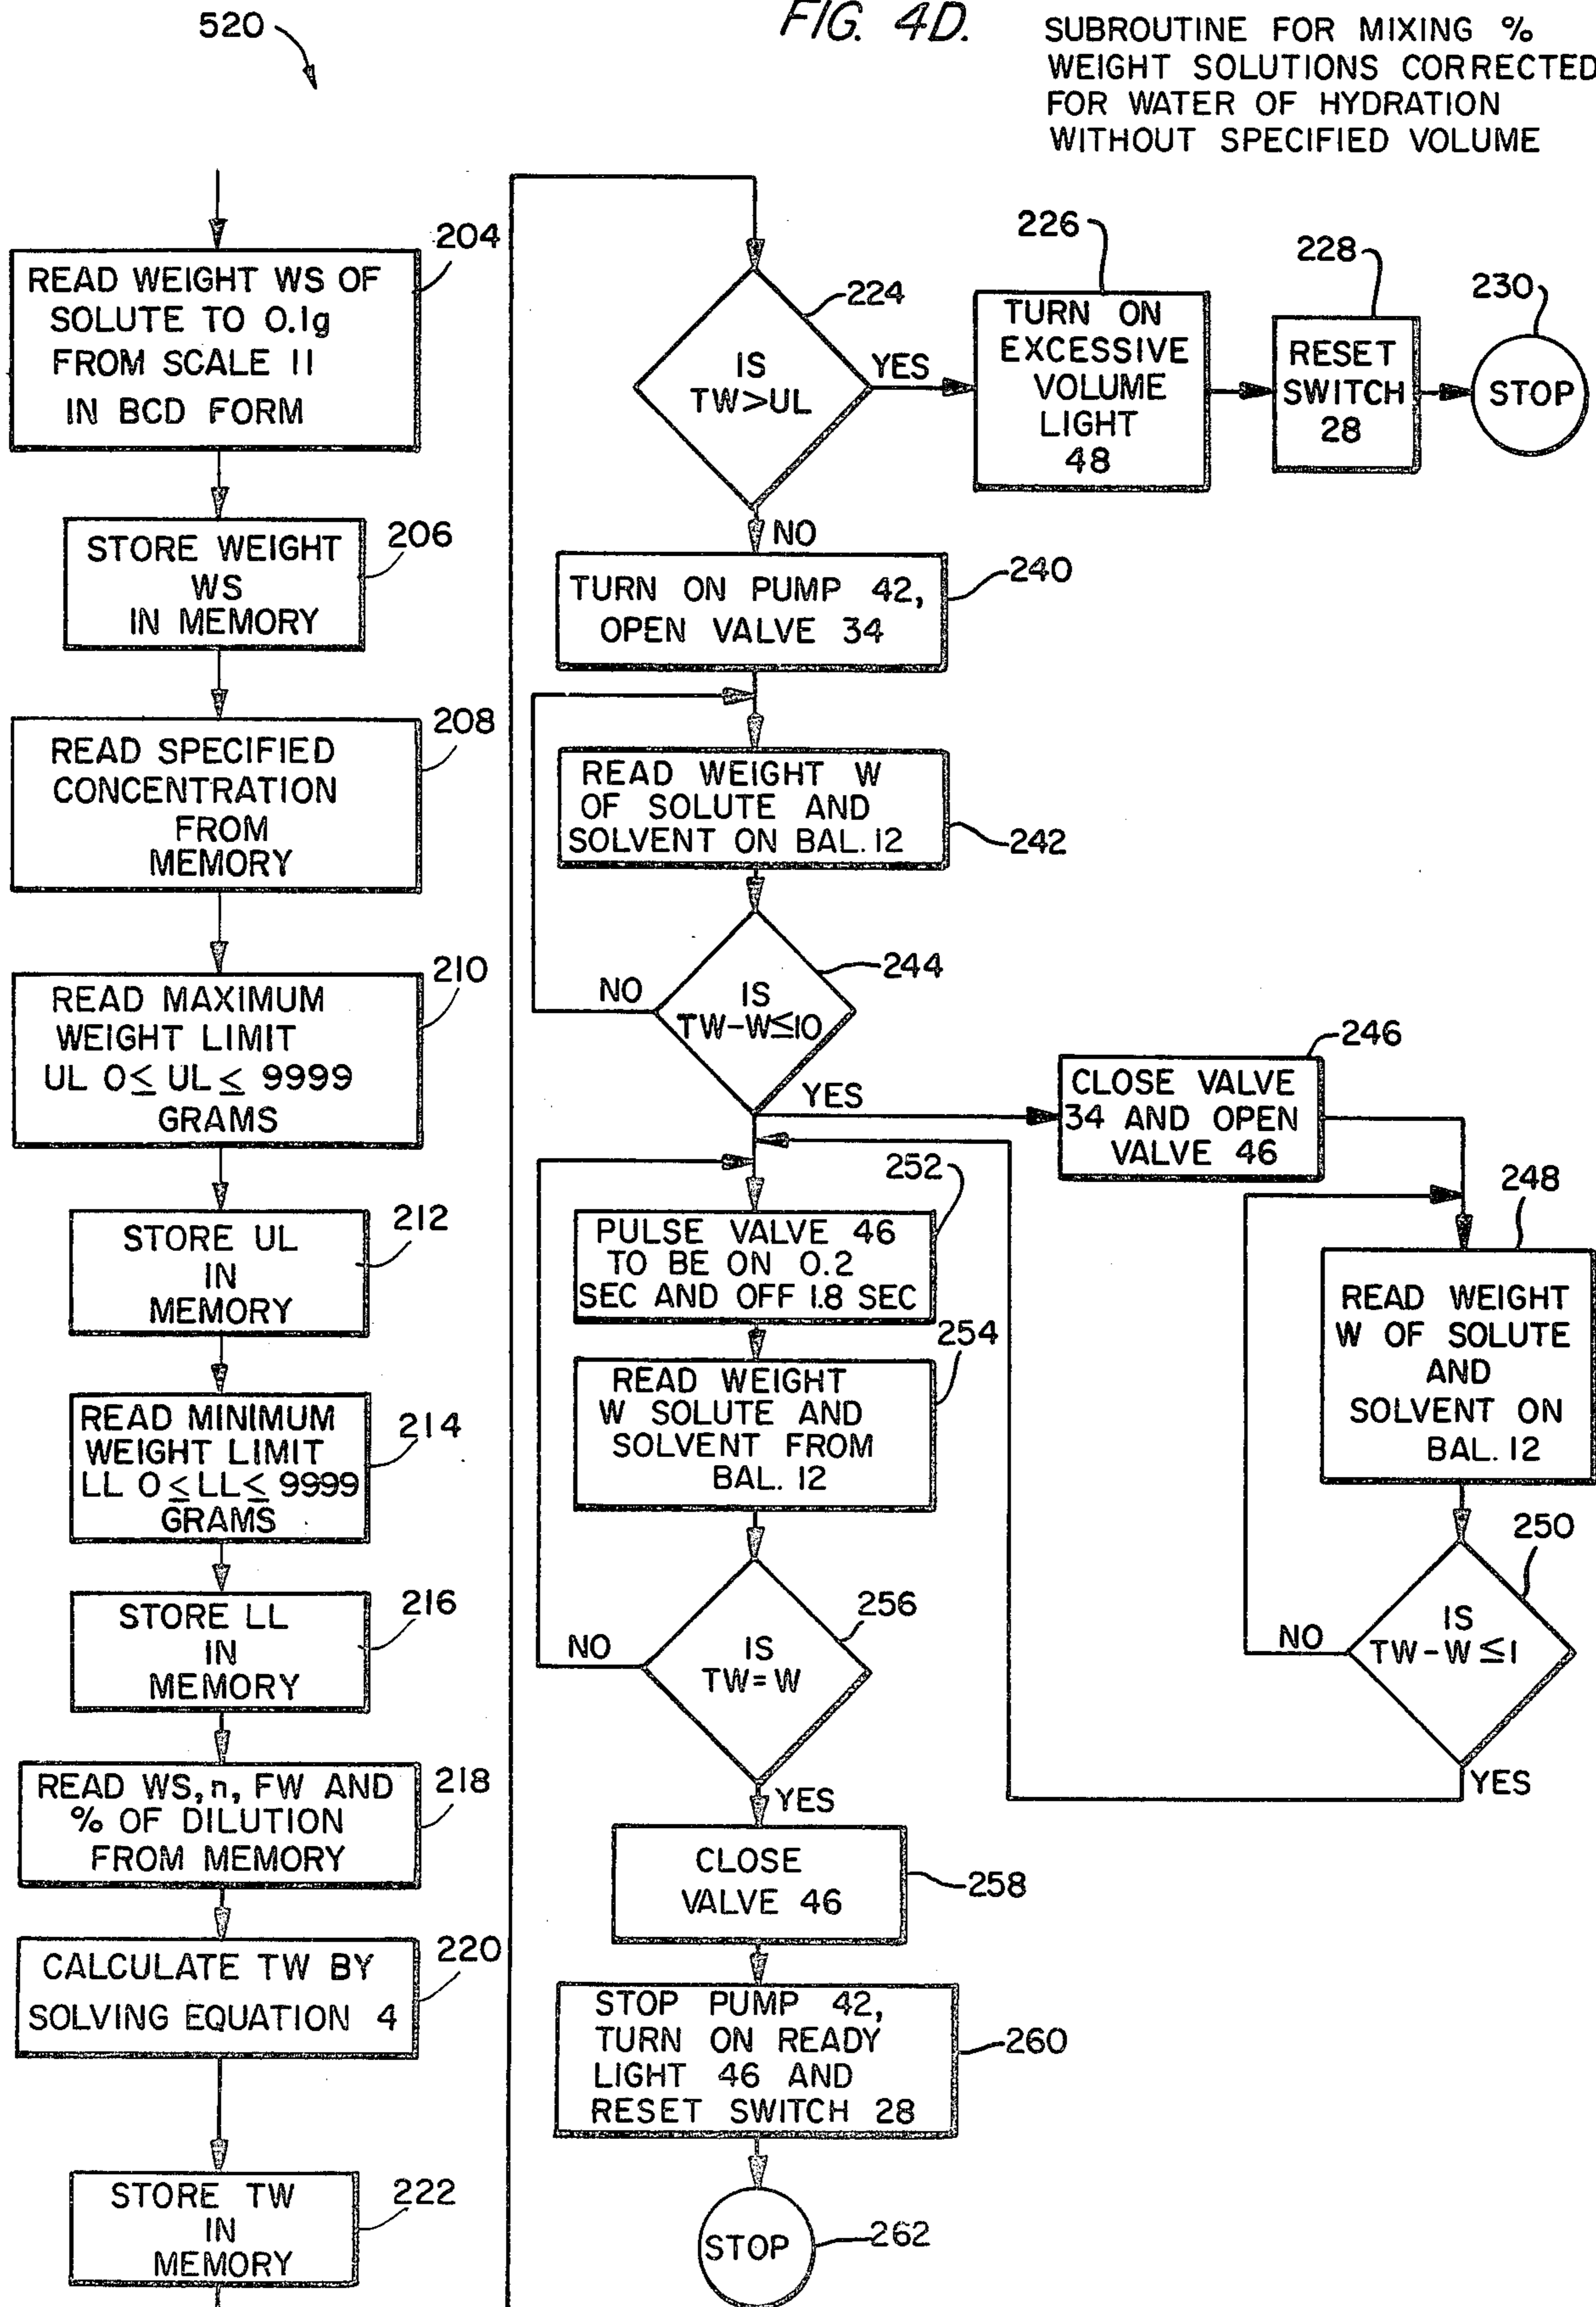 520
FIG. 4D.
SUBROUTINE FOR MIXING %
WEIGHT SOLUTIONS CORRECTED
FOR WATER OF HYDRATION
WITHOUT SPECIFIED VOLUME
204
READ WEIGHT WS OF
SOLUTE TO 0.1g
FROM SCALE 11
IN BCD FORM
206
STORE WEIGHT
WS
IN MEMORY
208
READ SPECIFIED
CONCENTRATION
FROM
MEMORY
210
READ MAXIMUM
WEIGHT LIMIT
UL 0≤ UL ≤ 9999
GRAMS
212
STORE UL
IN
MEMORY
214
READ MINIMUM
WEIGHT LIMIT
LL 0≤LL≤ 9999
GRAMS
216
STORE LL
IN
MEMORY
218
READ WS,n, FW AND
% OF DILUTION
FROM MEMORY
220
CALCULATE TW BY
SOLVING EQUATION 4
222
STORE TW
IN
MEMORY
224
IS
TW>UL
YES
NO
226
TURN ON
EXCESSIVE
VOLUME
LIGHT
48
228
RESET
SWITCH
28
230
STOP
240
TURN ON PUMP 42,
OPEN VALVE 34
242
READ WEIGHT W
OF SOLUTE AND
SOLVENT ON BAL. 12
244
IS
TW-W≤10
NO
YES
246
CLOSE VALVE
34 AND OPEN
VALVE 46
248
READ WEIGHT
W OF SOLUTE
AND
SOLVENT ON
BAL. 12
250
IS
TW-W≤1
NO
YES
252
PULSE VALVE 46
TO BE ON 0.2
SEC AND OFF 1.8 SEC
254
READ WEIGHT
W SOLUTE AND
SOLVENT FROM
BAL. 12
256
IS
TW=W
NO
YES
258
CLOSE
VALVE 46
260
STOP PUMP 42,
TURN ON READY
LIGHT 46 AND
RESET SWITCH 28
262
STOP